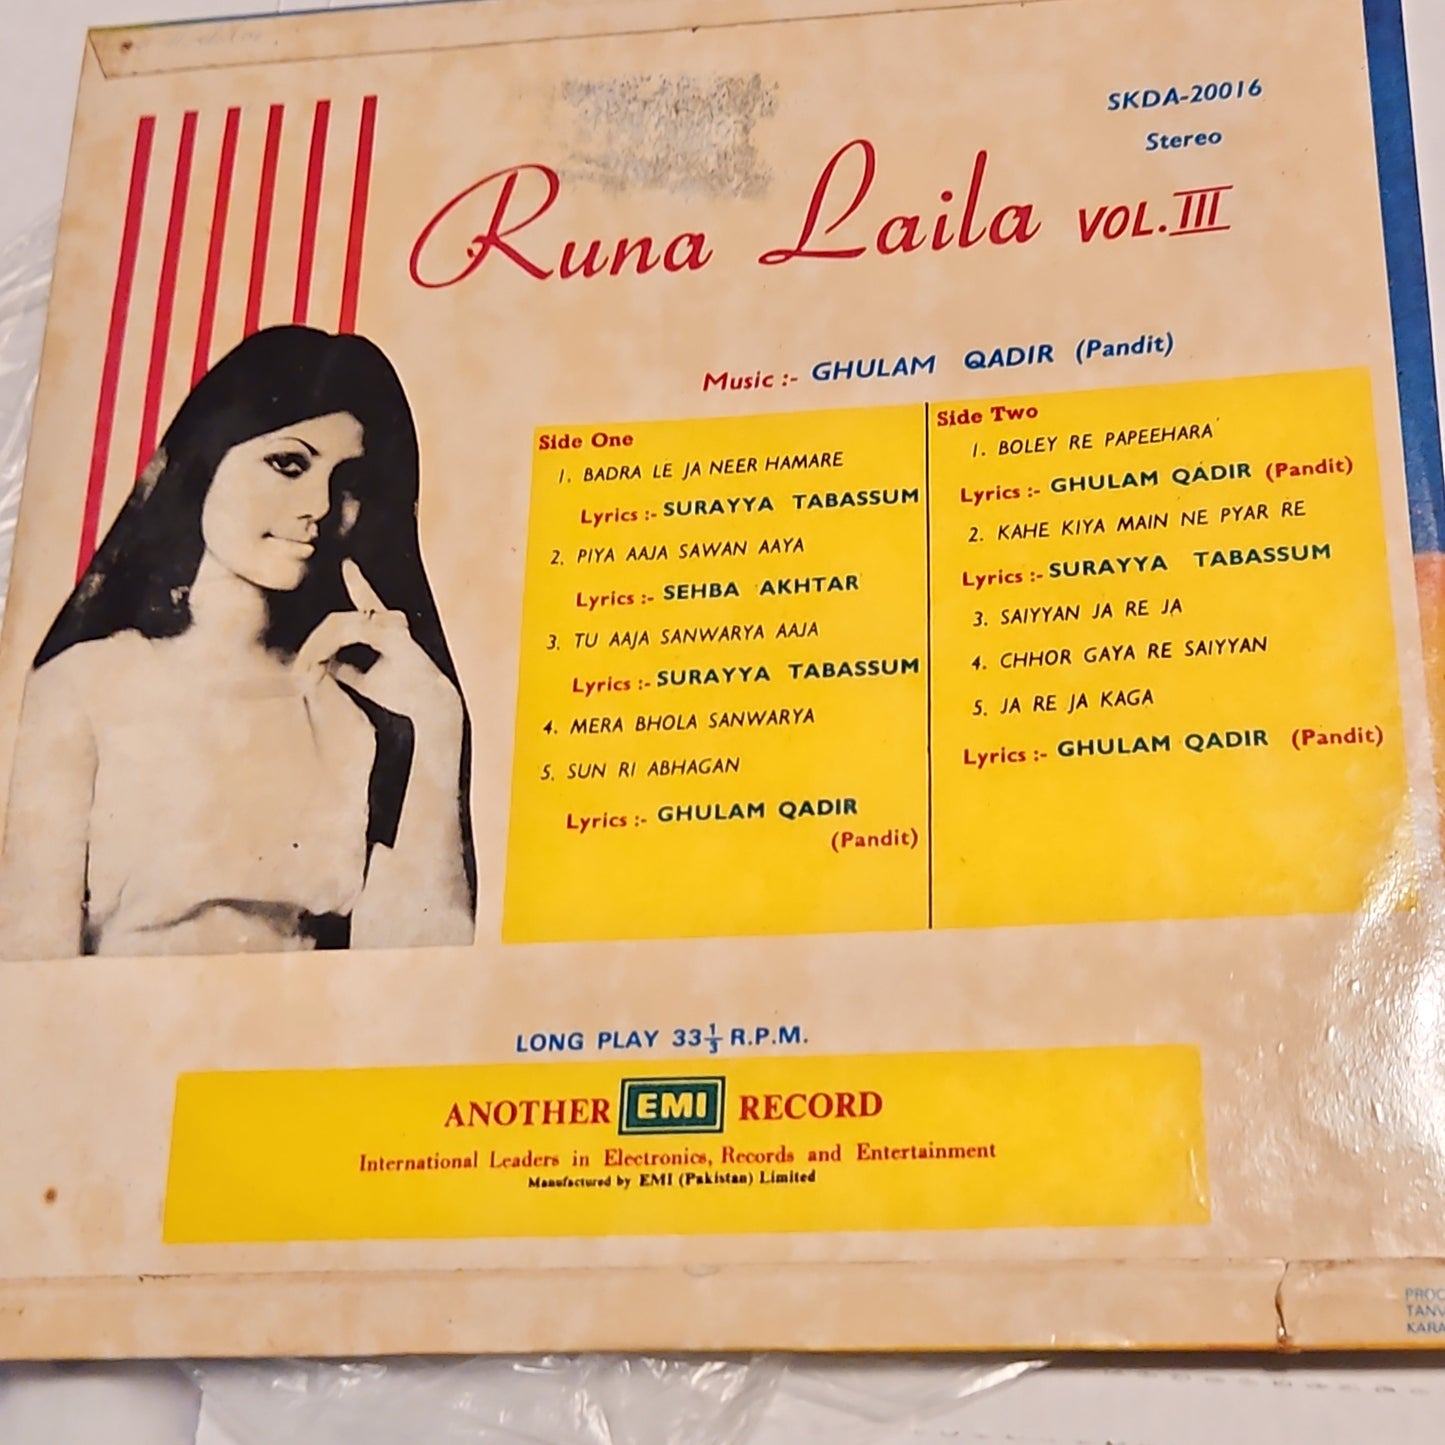 SKDA-20016
Stereo
Runa Laila VOL. III
Music :- GHULAM QADIR (Pandit)
Side One
1. BADRA LE JA NEER HAMARE
Lyrics :- SURAYYA TABASSUM
2. PIYA AAJA SAWAN AAYA
Lyrics :- SEHBA AKHTAR
3. TU AAJA SANWARYA AAJA
Lyrics :- SURAYYA TABASSUM
4. MERA BHOLA SANWARYA
5. SUN RI ABHAGAN
Lyrics :- GHULAM QADIR
(Pandit)
Side Two
1. BOLEY RE PAPEEHARA
Lyrics :- GHULAM QADIR (Pandit)
2. KAHE KIYA MAIN NE PYAR RE
Lyrics :- SURAYYA TABASSUM
3. SAIYYAN JA RE JA
4. CHHOR GAYA RE SAIYYAN
5. JA RE JA KAGA
Lyrics :- GHULAM QADIR (Pandit)
LONG PLAY 33 1/3 R.P.M.
ANOTHER EMI RECORD
International Leaders in Electronics, Records and Entertainment
Manufactured by EMI (Pakistan) Limited